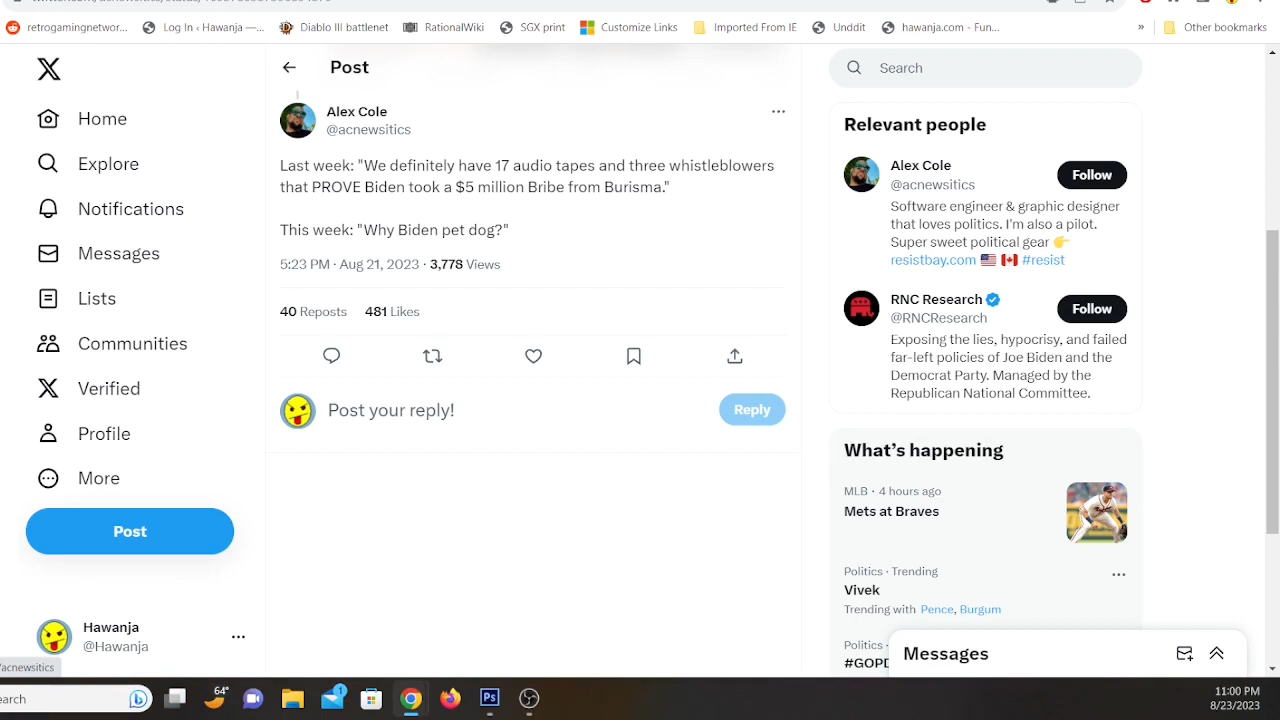 retrogamingnetwor...
Log In ‹ Hawanja —...
Diablo III battlenet
RationalWiki
SGX print
Customize Links
Imported From IE
Unddit
hawanja.com - Fun...
»
Other bookmarks
Home
Explore
Notifications
Messages
Lists
Communities
Verified
Profile
More
Post
Hawanja
@Hawanja
acnewsitics
Post
Alex Cole
@acnewsitics
Last week: "We definitely have 17 audio tapes and three whistleblowers
that PROVE Biden took a $5 million Bribe from Burisma."
This week: "Why Biden pet dog?"
5:23 PM · Aug 21, 2023 · 3,778 Views
40 Reposts 481 Likes
Post your reply!
Reply
Search
Relevant people
Alex Cole
@acnewsitics
Follow
Software engineer & graphic designer
that loves politics. I'm also a pilot.
Super sweet political gear 👉
resistbay.com 🇺🇸 🇨🇦 #resist
RNC Research
@RNCResearch
Follow
Exposing the lies, hypocrisy, and failed
far-left policies of Joe Biden and the
Democrat Party. Managed by the
Republican National Committee.
What's happening
MLB · 4 hours ago
Mets at Braves
Politics · Trending
Vivek
Trending with Pence, Burgum
Politics ·
#GOPD
Messages
earch
64°
1
Ps
11:00 PM
8/23/2023